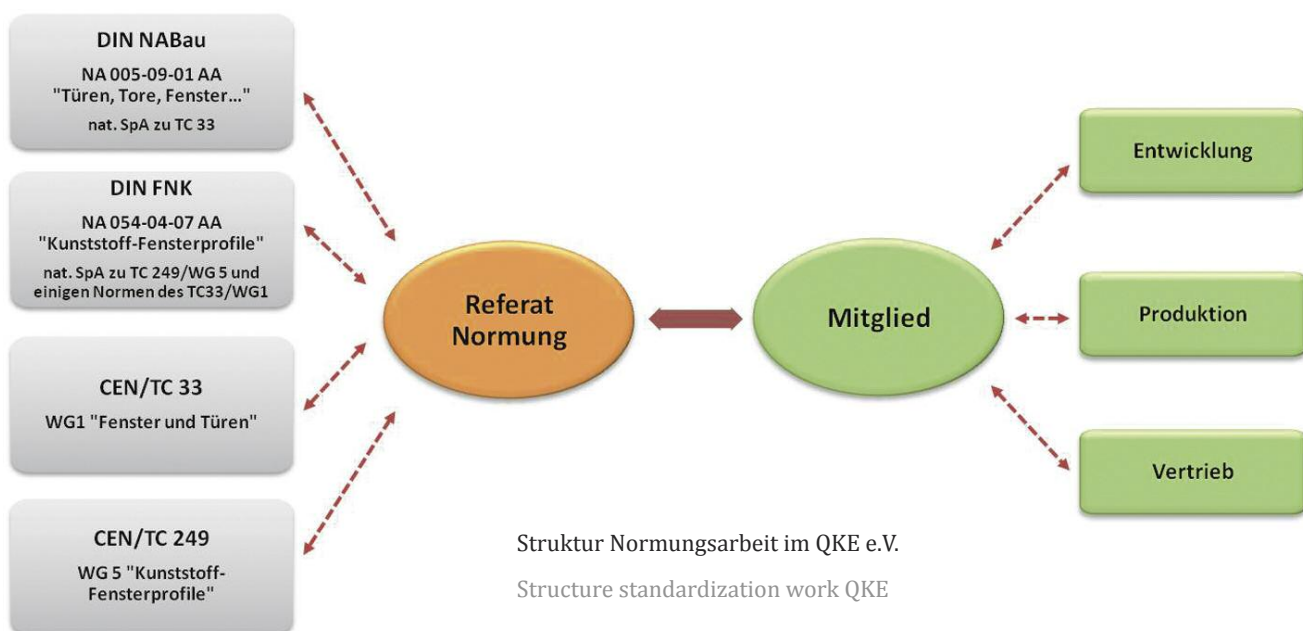 DIN NABau
NA 005-09-01 AA
"Türen, Tore, Fenster..."
nat. SpA zu TC 33
DIN FNK
NA 054-04-07 AA
"Kunststoff-Fensterprofile"
nat. SpA zu TC 249/WG 5 und
einigen Normen des TC33/WG1
CEN/TC 33
WG1 "Fenster und Türen"
CEN/TC 249
WG 5 "Kunststoff-
Fensterprofile"
Referat
Normung
Mitglied
Entwicklung
Produktion
Vertrieb
Struktur Normungsarbeit im QKE e.V.
Structure standardization work QKE